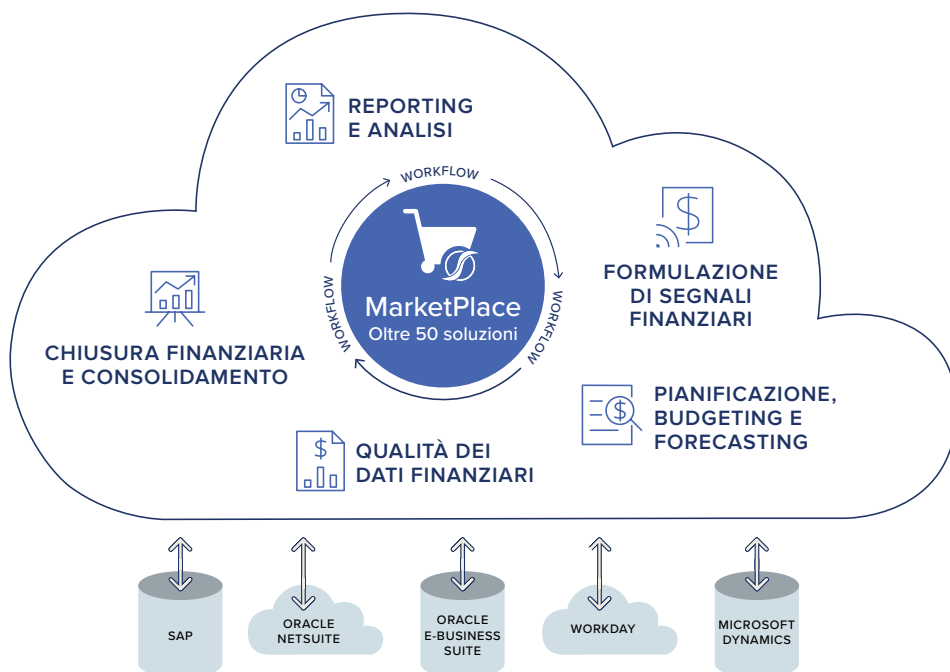 REPORTING
E ANALISI
WORKFLOW
FORMULAZIONE
DI SEGNALI
FINANZIARI
MarketPlace
Oltre 50 soluzioni
WORKFLOW
WORKFLOW
CHIUSURA FINANZIARIA
E CONSOLIDAMENTO
PIANIFICAZIONE,
BUDGETING E
FORECASTING
QUALITÀ DEI
DATI FINANZIARI
SAP
ORACLE
NETSUITE
ORACLE
E-BUSINESS
SUITE
WORKDAY
MICROSOFT
DYNAMICS